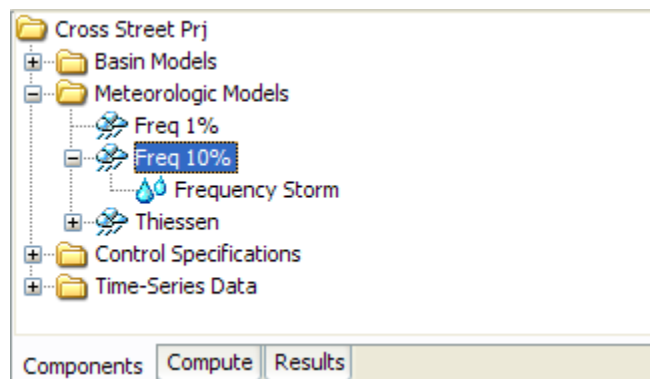 Cross Street Prj
Basin Models
Meteorologic Models
Freq 1%
Freq 10%
Frequency Storm
Thiessen
Control Specifications
Time-Series Data
Components Compute Results